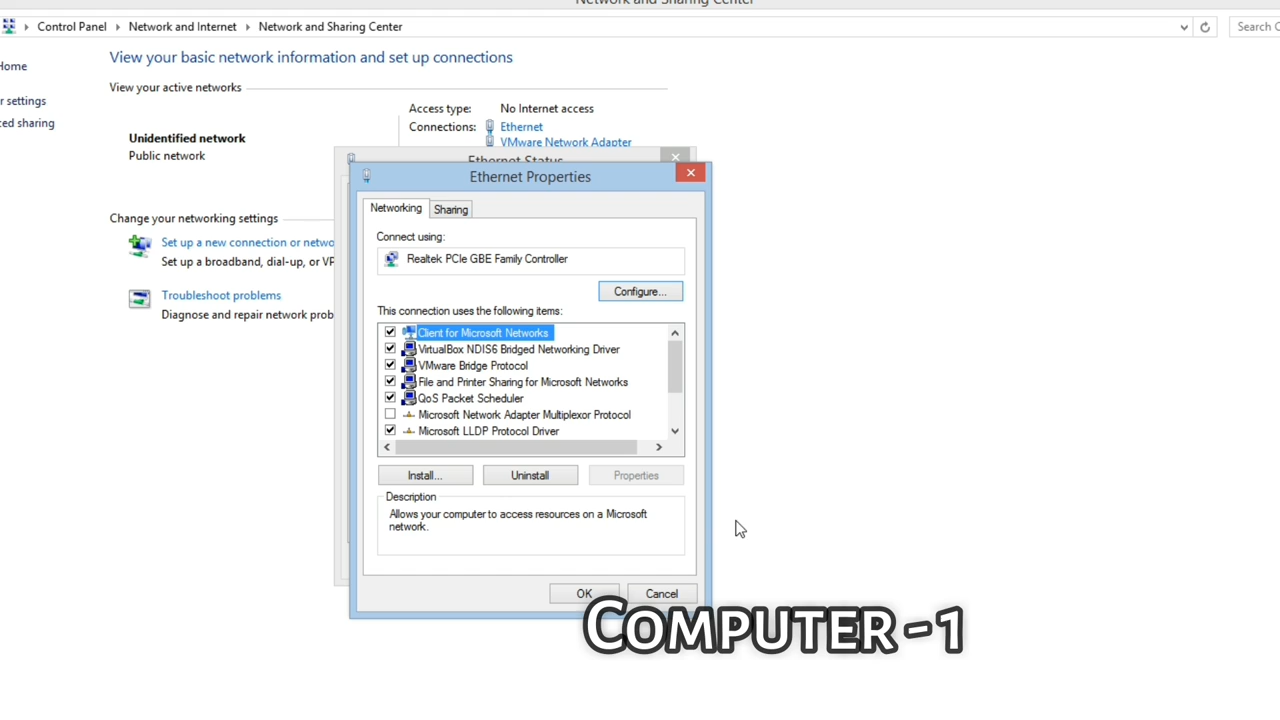 Network and Sharing Center
Control Panel
Network and Internet
Network and Sharing Center
Search C
Home
View your basic network information and set up connections
r settings
View your active networks
ced sharing
Access type: No Internet access
Unidentified network
Connections: Ethernet
Public network
VMware Network Adapter
Ethernet Status
Ethernet Properties
Networking
Sharing
Change your networking settings
Connect using:
Set up a new connection or netwo
Realtek PCIe GBE Family Controller
Set up a broadband, dial-up, or VP
Configure...
Troubleshoot problems
This connection uses the following items:
Diagnose and repair network prob
Client for Microsoft Networks
VirtualBox NDIS6 Bridged Networking Driver
VMware Bridge Protocol
File and Printer Sharing for Microsoft Networks
QoS Packet Scheduler
Microsoft Network Adapter Multiplexor Protocol
Microsoft LLDP Protocol Driver
Install...
Uninstall
Properties
Description
Allows your computer to access resources on a Microsoft
network.
OK
Cancel
COMPUTER-1